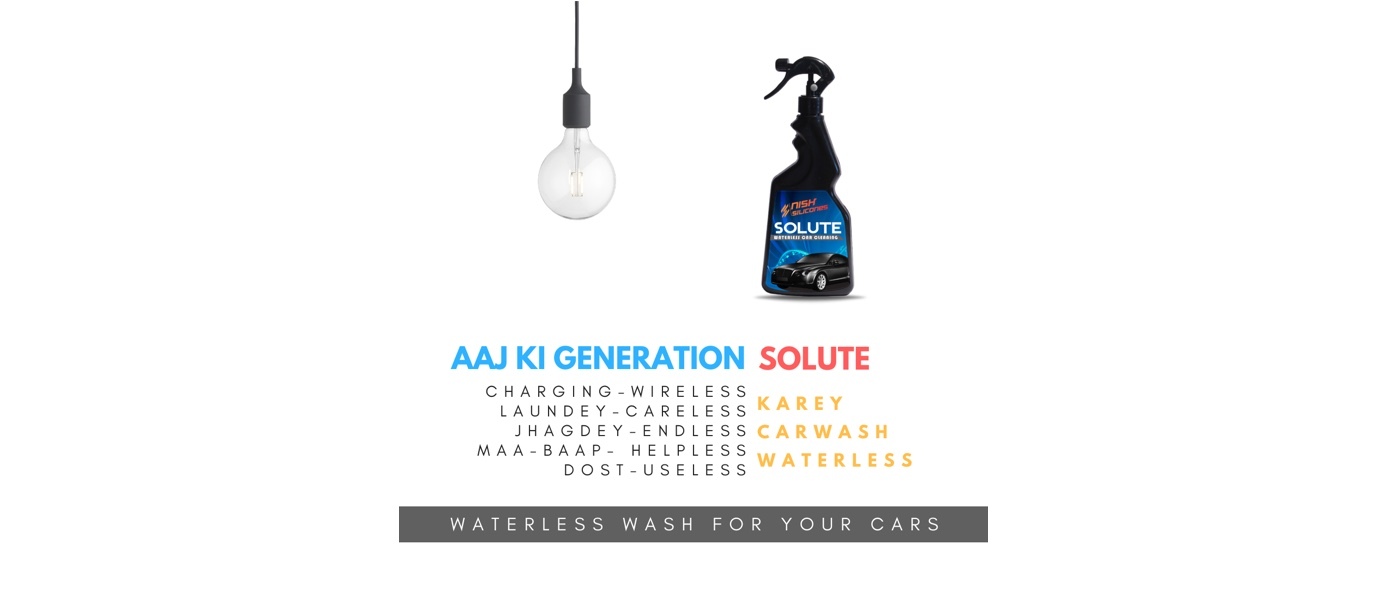 NISH
SILICONES
SOLUTE
WATERLESS CAR CLEANING
AAJ KI GENERATION
CHARGING-WIRELESS
LAUNDEY-CARELESS
JHAGDEY-ENDLESS
MAA-BAAP- HELPLESS
DOST-USELESS
SOLUTE
KAREY
CARWASH
WATERLESS
WATERLESS WASH FOR YOUR CARS